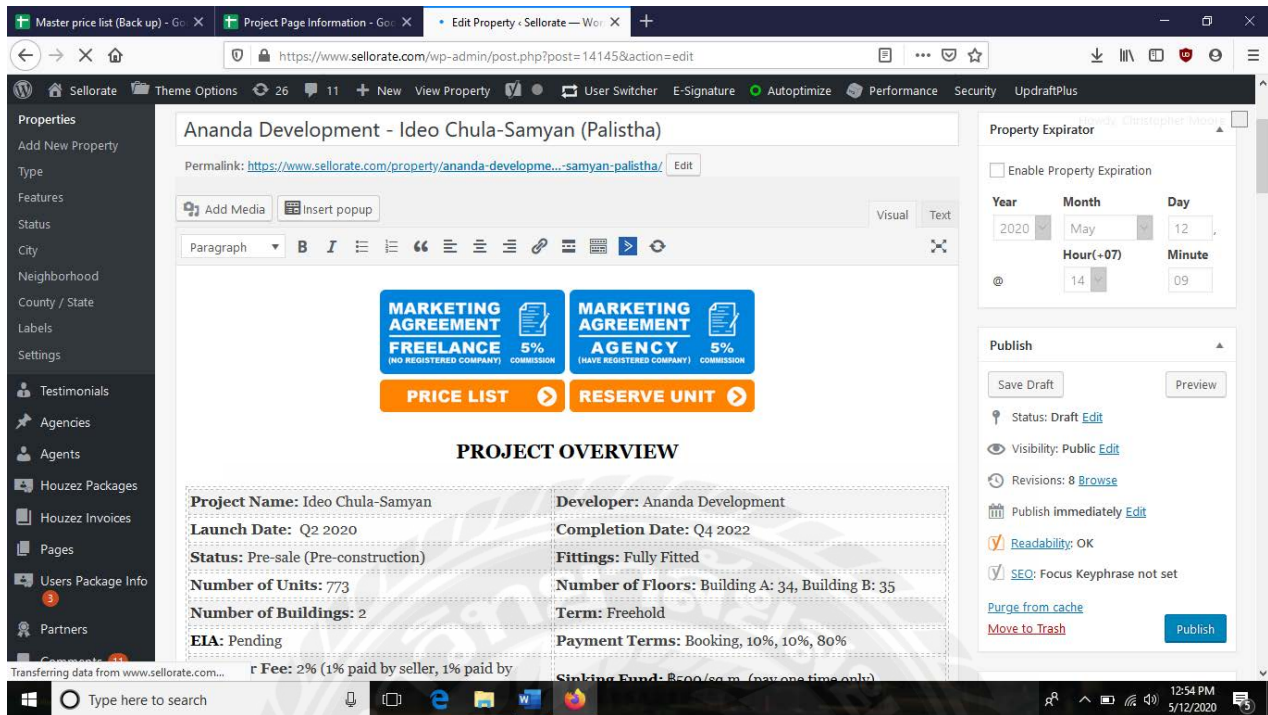 Master price list (Back up) - Go
Project Page Information - Goo
Edit Property ‹ Sellorate — Wor
https://www.sellorate.com/wp-admin/post.php?post=14145&action=edit
Sellorate Theme Options 26 11 + New View Property User Switcher E-Signature Autoptimize Performance Security UpdraftPlus
Howdy, Christopher Moore
Properties
Add New Property
Type
Features
Status
City
Neighborhood
County / State
Labels
Settings
Testimonials
Agencies
Agents
Houzez Packages
Houzez Invoices
Pages
Users Package Info
3
Partners
Comments 11
Ananda Development - Ideo Chula-Samyan (Palistha)
Permalink: https://www.sellorate.com/property/ananda-developme...-samyan-palistha/ Edit
Add Media Insert popup
Visual Text
Paragraph B I
MARKETING AGREEMENT
FREELANCE 5%
(NO REGISTERED COMPANY) COMMISSION
MARKETING AGREEMENT
AGENCY 5%
(HAVE REGISTERED COMPANY) COMMISSION
PRICE LIST
RESERVE UNIT
PROJECT OVERVIEW
Project Name: Ideo Chula-Samyan
Developer: Ananda Development
Launch Date: Q2 2020
Completion Date: Q4 2022
Status: Pre-sale (Pre-construction)
Fittings: Fully Fitted
Number of Units: 773
Number of Floors: Building A: 34, Building B: 35
Number of Buildings: 2
Term: Freehold
EIA: Pending
Payment Terms: Booking, 10%, 10%, 80%
r Fee: 2% (1% paid by seller, 1% paid by
Sinking Fund: ฿500/sq.m. (pay one time only)
Property Expirator
Enable Property Expiration
Year Month Day
2020 May 12 ,
Hour(+07) Minute
@ 14 09
Publish
Save Draft Preview
Status: Draft Edit
Visibility: Public Edit
Revisions: 8 Browse
Publish immediately Edit
Readability: OK
SEO: Focus Keyphrase not set
Purge from cache
Move to Trash
Publish
Transferring data from www.sellorate.com...
Type here to search
12:54 PM
5/12/2020
5